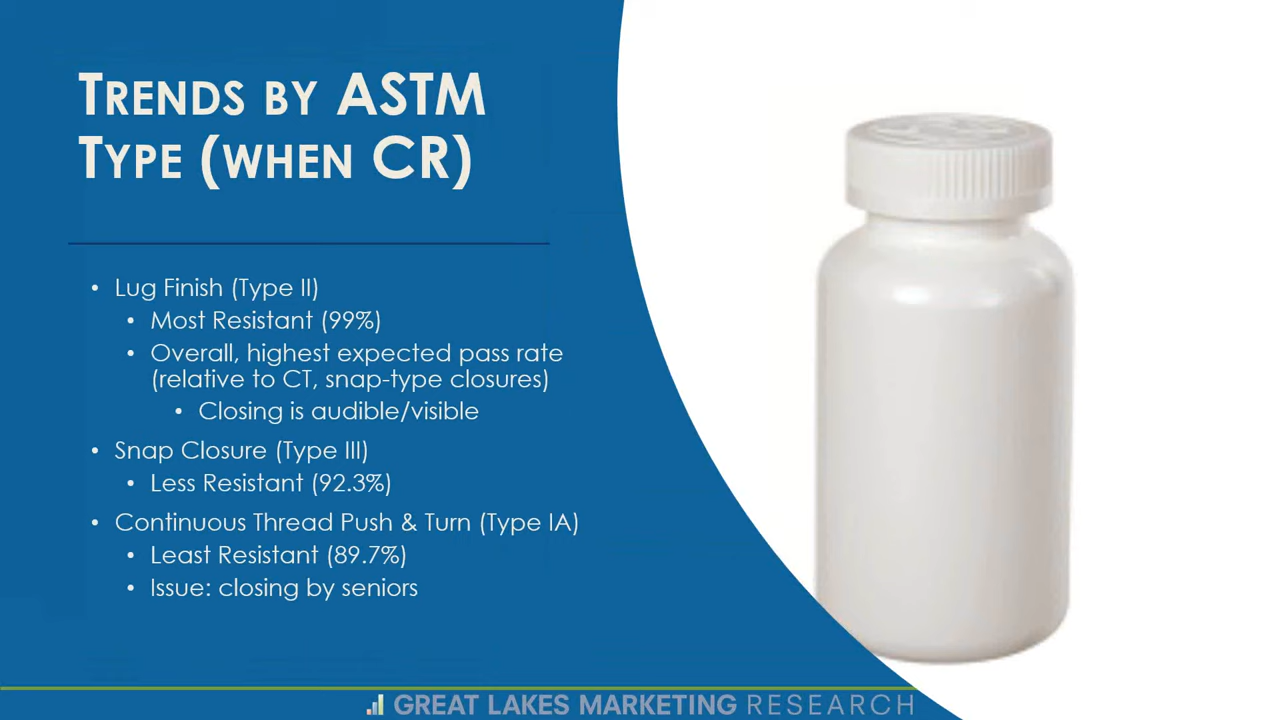 Trends by ASTM
Type (when CR)
• Lug Finish (Type II)
• Most Resistant (99%)
• Overall, highest expected pass rate
(relative to CT, snap-type closures)
• Closing is audible/visible
• Snap Closure (Type III)
• Less Resistant (92.3%)
• Continuous Thread Push & Turn (Type IA)
• Least Resistant (89.7%)
• Issue: closing by seniors
GREAT LAKES MARKETING RESEARCH